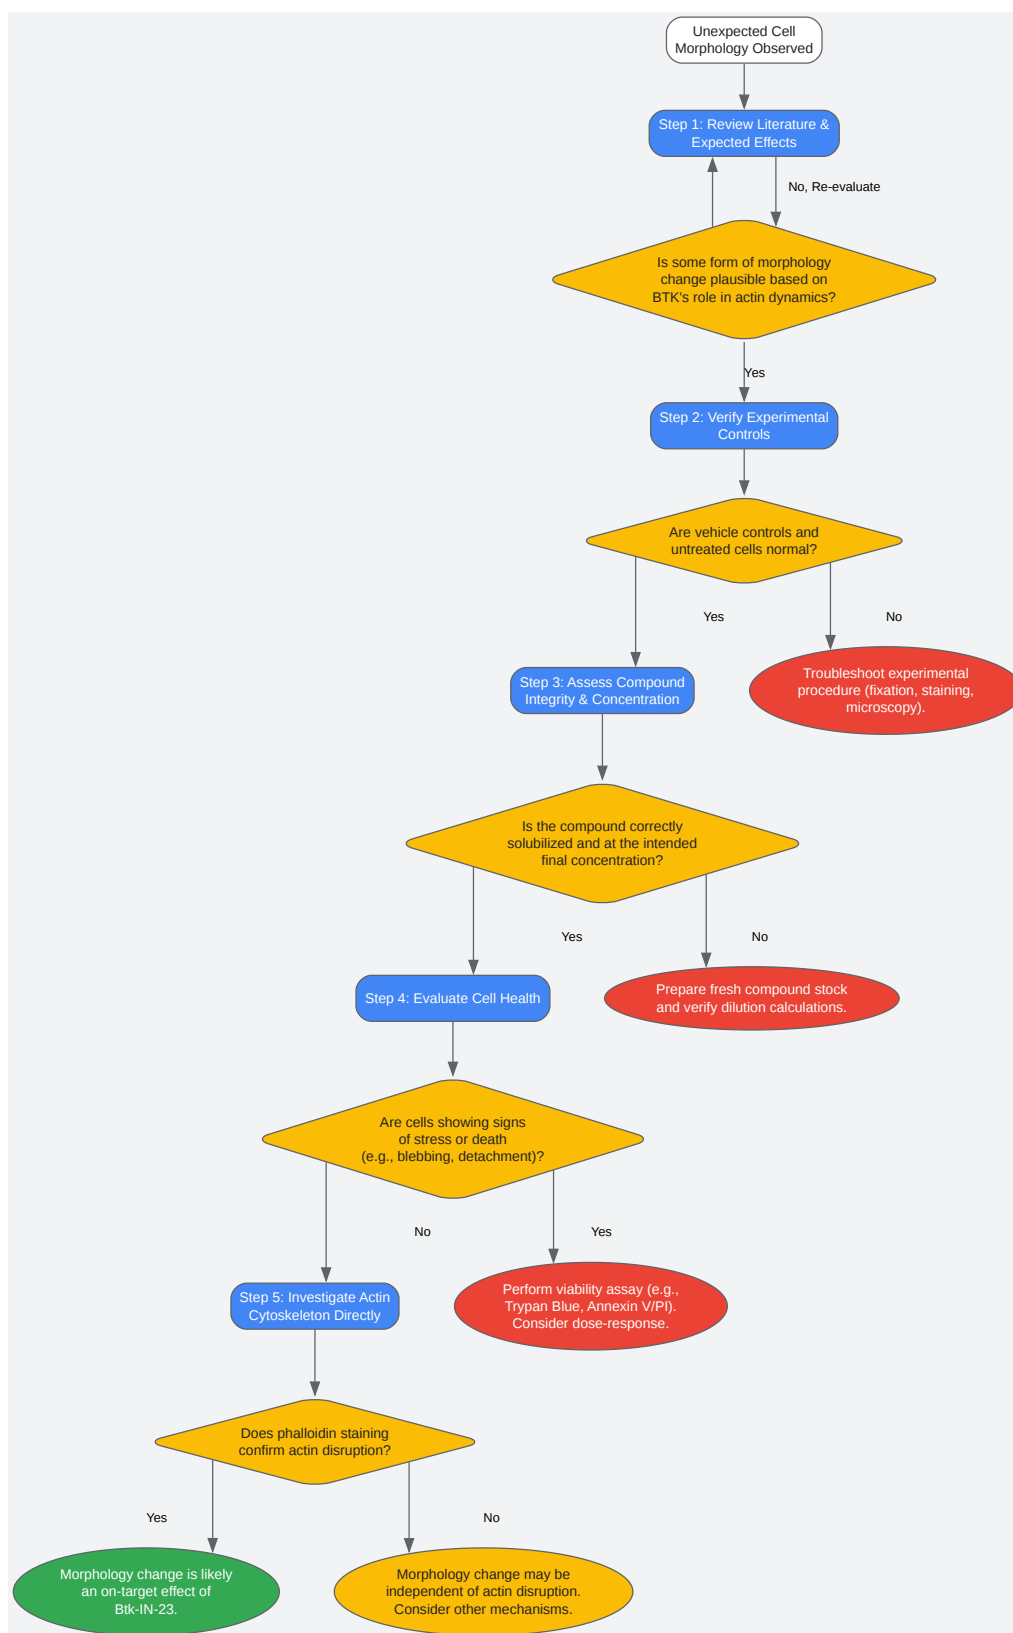 Unexpected Cell
Morphology Observed
Step 1: Review Literature &
Expected Effects
No, Re-evaluate
Is some form of morphology
change plausible based on
BTK's role in actin dynamics?
Yes
Step 2: Verify Experimental
Controls
Are vehicle controls and
untreated cells normal?
Yes
No
Step 3: Assess Compound
Integrity & Concentration
Troubleshoot experimental
procedure (fixation, staining,
microscopy).
Is the compound correctly
solubilized and at the intended
final concentration?
Yes
No
Step 4: Evaluate Cell Health
Prepare fresh compound stock
and verify dilution calculations.
Are cells showing signs
of stress or death
(e.g., blebbing, detachment)?
No
Yes
Step 5: Investigate Actin
Cytoskeleton Directly
Perform viability assay (e.g.,
Trypan Blue, Annexin V/PI).
Consider dose-response.
Does phalloidin staining
confirm actin disruption?
Yes
No
Morphology change is likely
an on-target effect of
Btk-IN-23.
Morphology change may be
independent of actin disruption.
Consider other mechanisms.